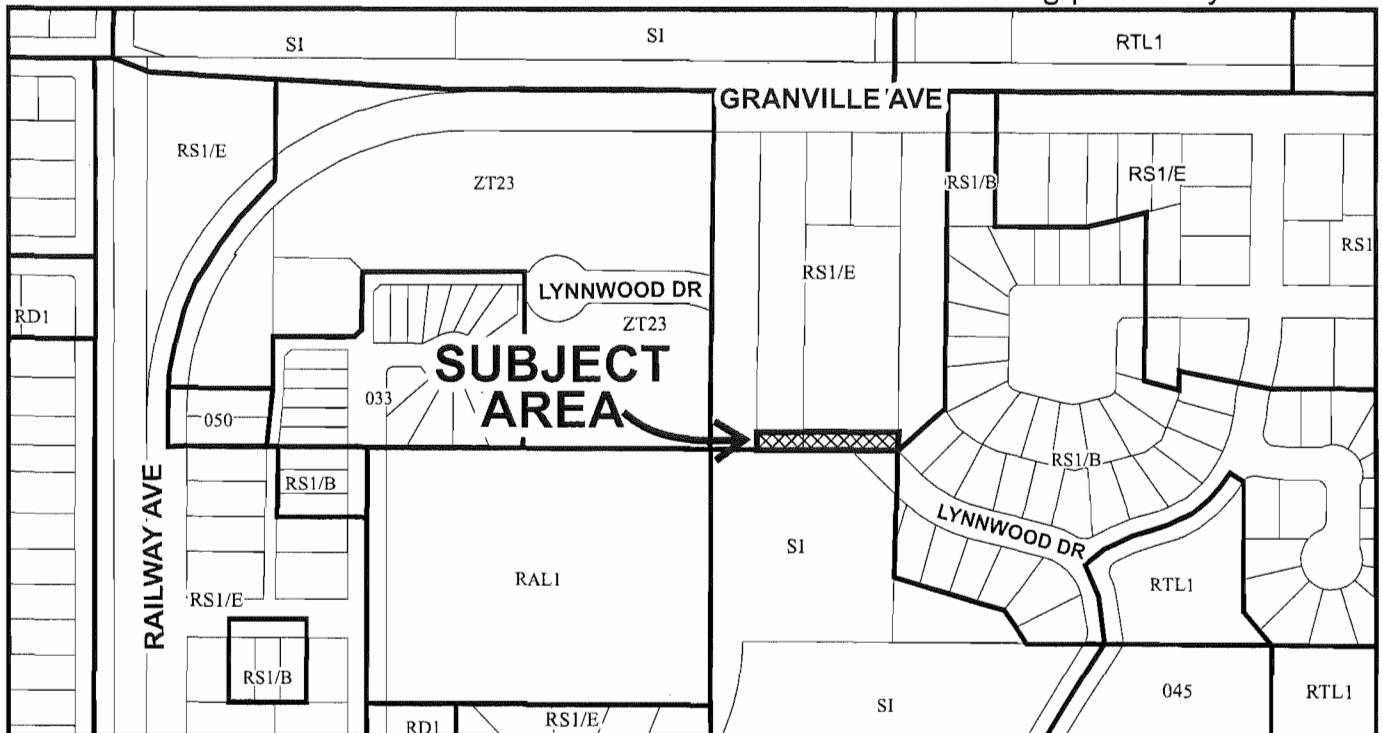 SI
SI
RTL1
GRANVILLE AVE
RS1/E
ZT23
RS1/B
RS1/E
RS1
RS1/E
LYNNWOOD DR
ZT23
RD1
SUBJECT
AREA
033
050
RS1/B
RS1/B
LYNNWOOD DR
SI
RAL1
RTL1
RAILWAY AVE
RS1/E
RS1/B
045
RTL1
SI
RD1
RS1/E